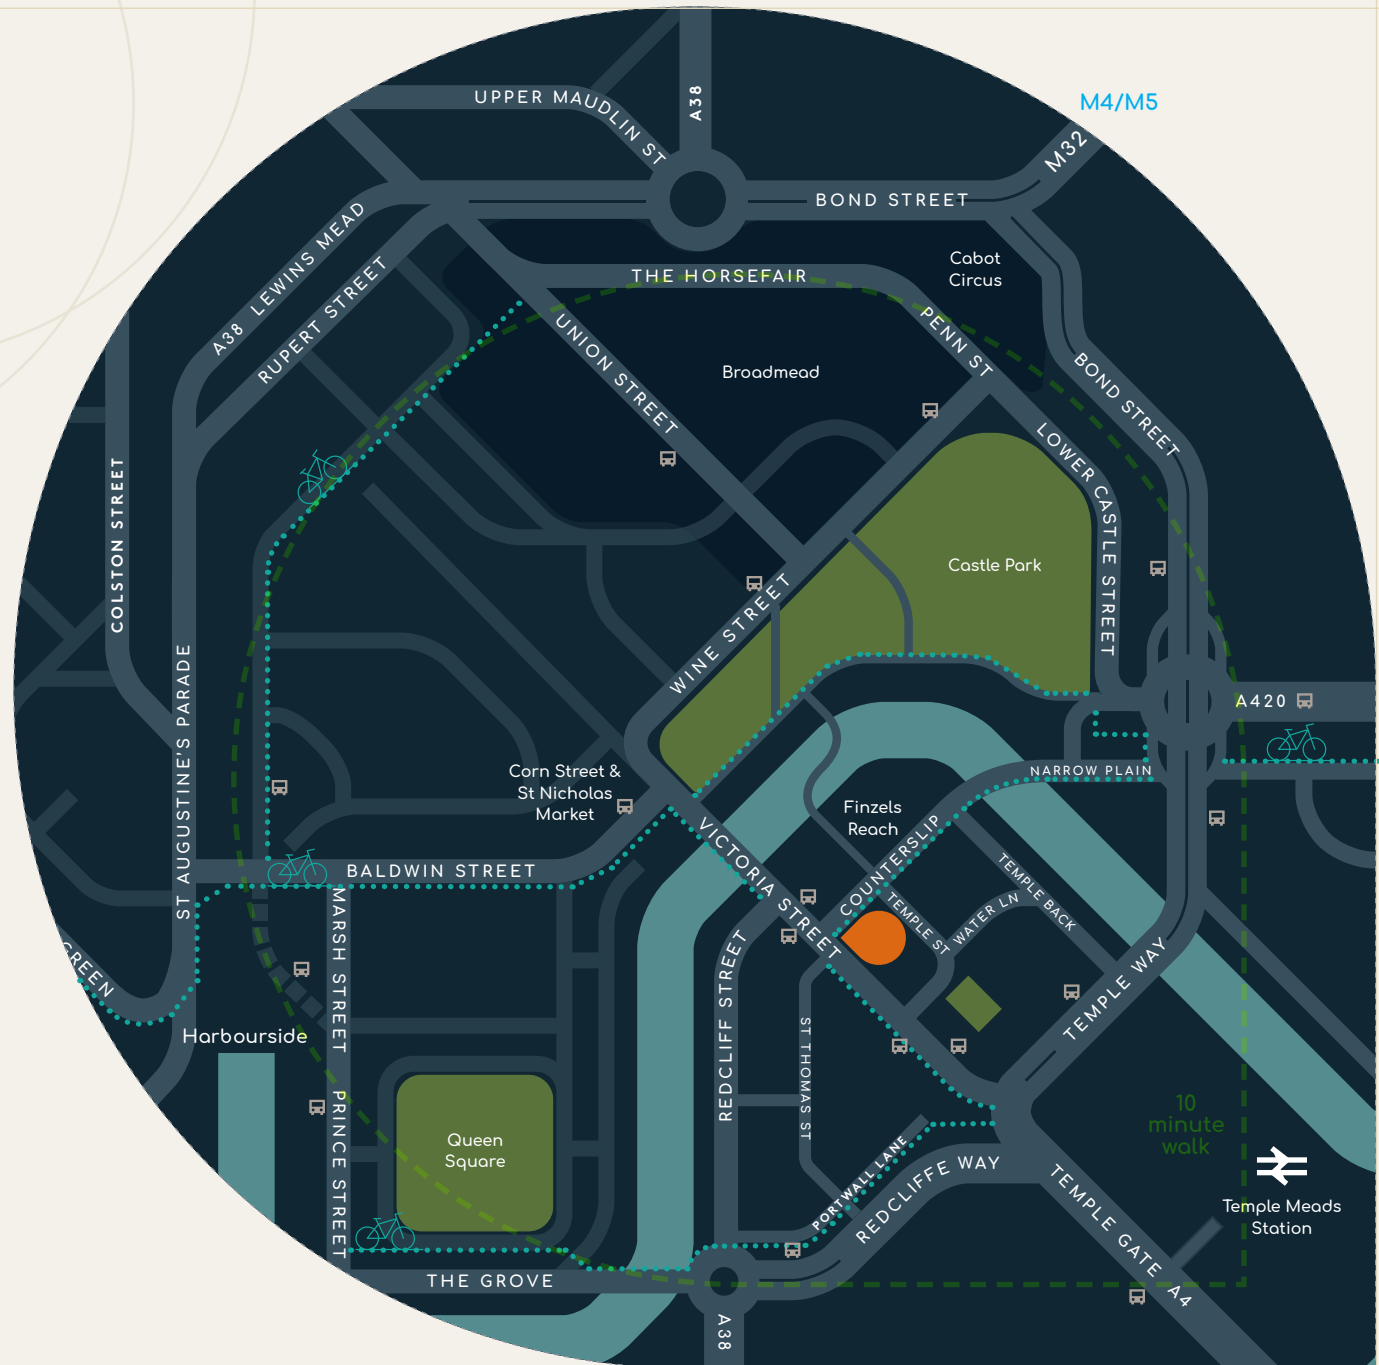 UPPER MAUDLIN ST
A38
M4/M5
M32
BOND STREET
A38 LEWINS MEAD
RUPERT STREET
THE HORSEFAIR
Cabot
Circus
PENN ST
UNION STREET
Broadmead
BOND STREET
LOWER CASTLE STREET
COLSTON STREET
Castle Park
WINE STREET
ST AUGUSTINE'S PARADE
A420
NARROW PLAIN
Corn Street &
St Nicholas
Market
Finzels
Reach
VICTORIA STREET
COUNTERSLIP
BALDWIN STREET
TEMPLE BACK
TEMPLE ST
WATER LN
MARSH STREET
REDCLIFF STREET
TEMPLE WAY
GREEN
Harbourside
ST THOMAS ST
PRINCE STREET
Queen
Square
10
minute
walk
PORTWALL LANE
REDCLIFFE WAY
TEMPLE GATE A4
Temple Meads
Station
THE GROVE
A38